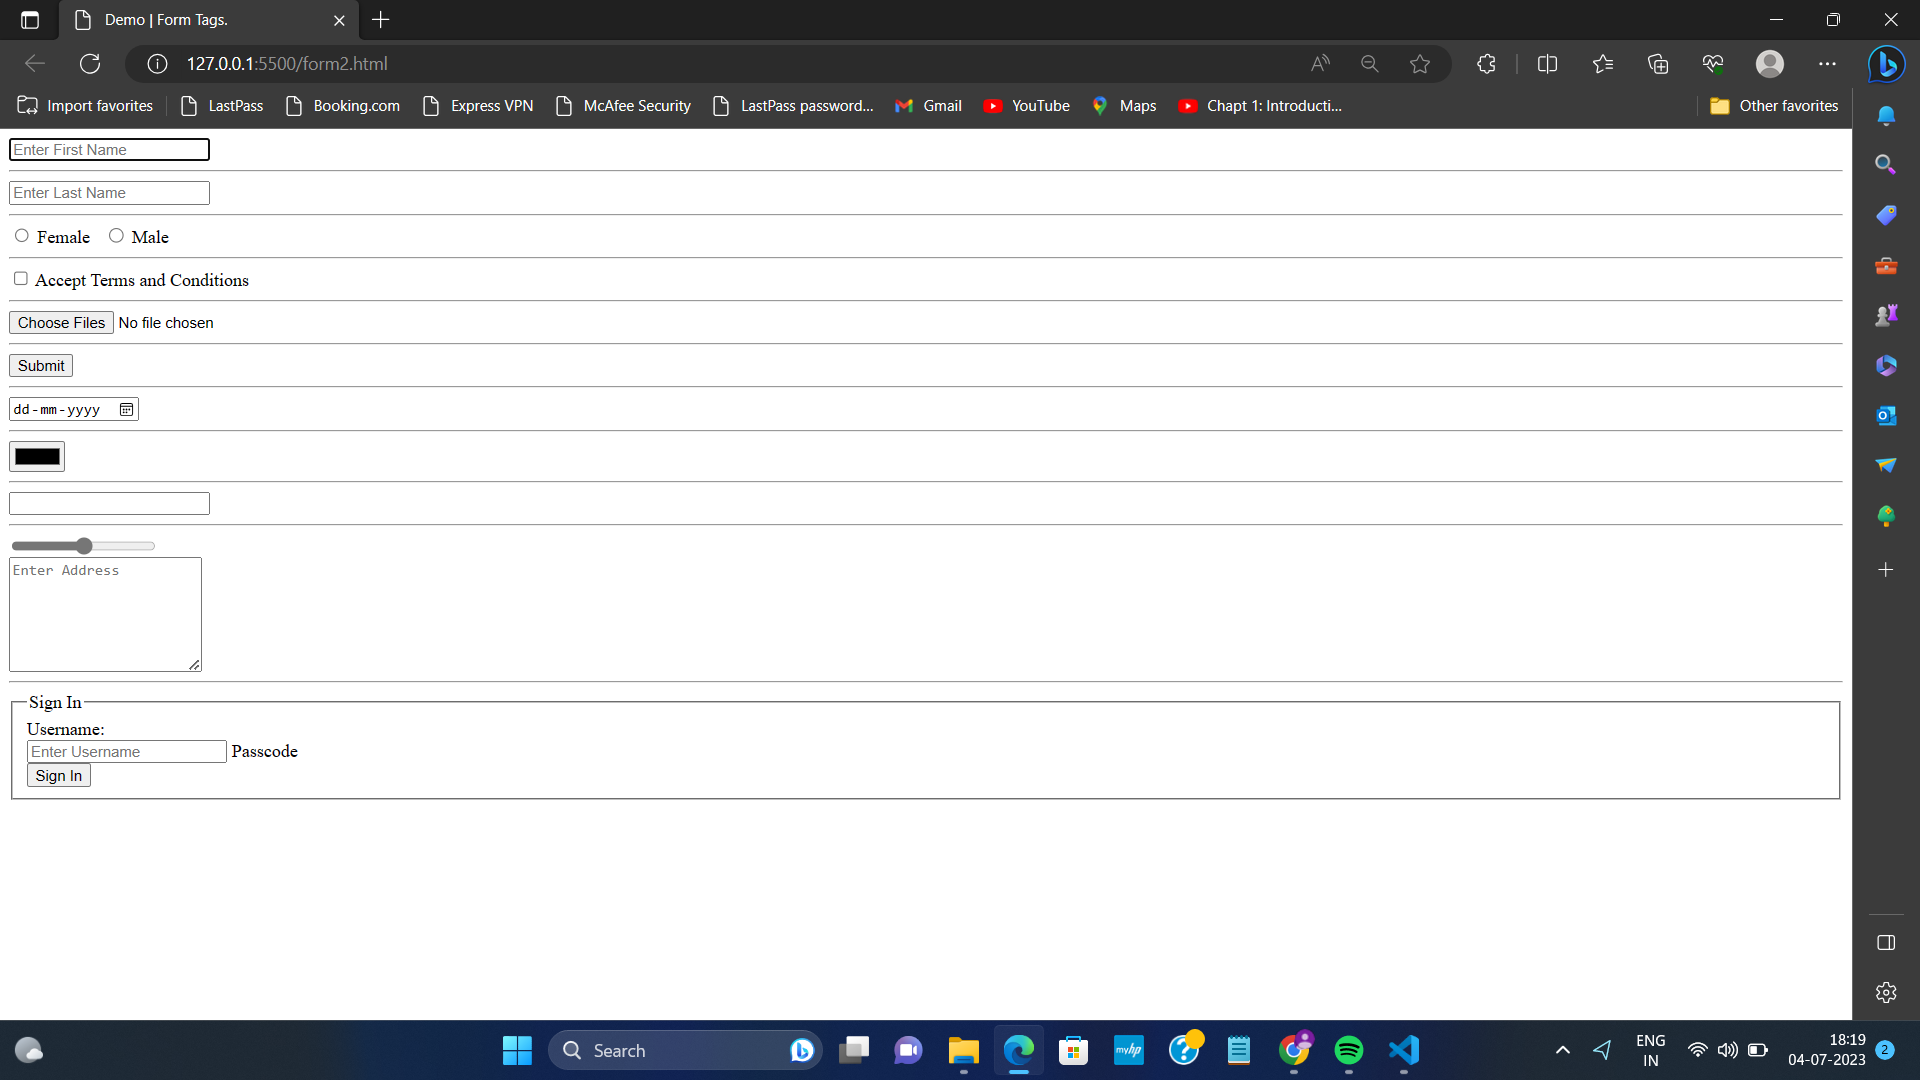 Demo | Form Tags.
127.0.0.1:5500/form2.html
Import favorites LastPass Booking.com Express VPN McAfee Security LastPass password... Gmail YouTube Maps Chapt 1: Introducti... Other favorites
Enter First Name
Enter Last Name
Female Male
Accept Terms and Conditions
Choose Files No file chosen
Submit
dd-mm-yyyy
Enter Address
Sign In
Username:
Enter Username Passcode
Sign In
Search
myhp
ENG
IN
18:19
04-07-2023
2